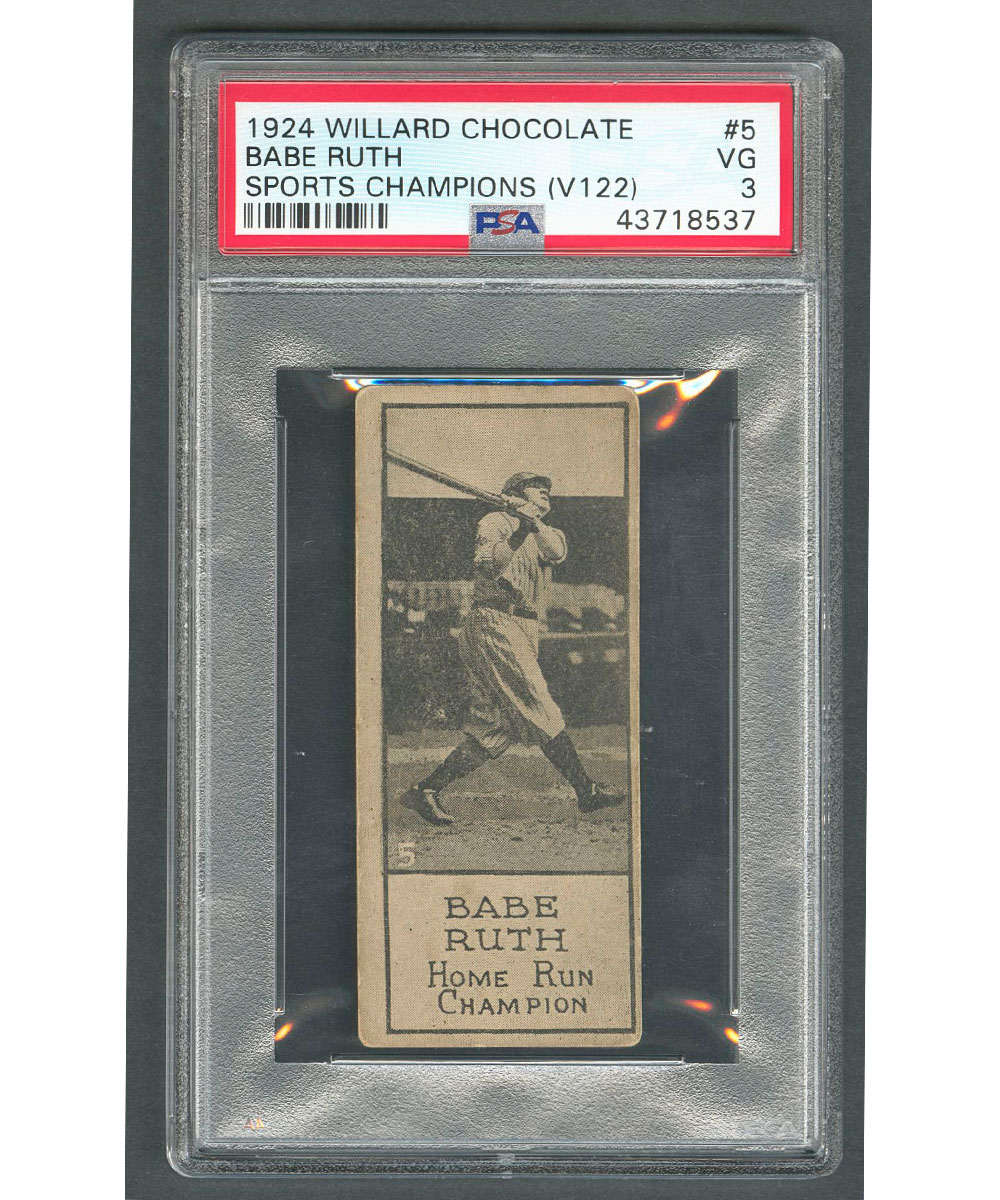 1924 WILLARD CHOCOLATE #5
BABE RUTH VG
SPORTS CHAMPIONS (V122) 3
PSA 43718537
5
BABE
RUTH
HOME RUN
CHAMPION
PSA